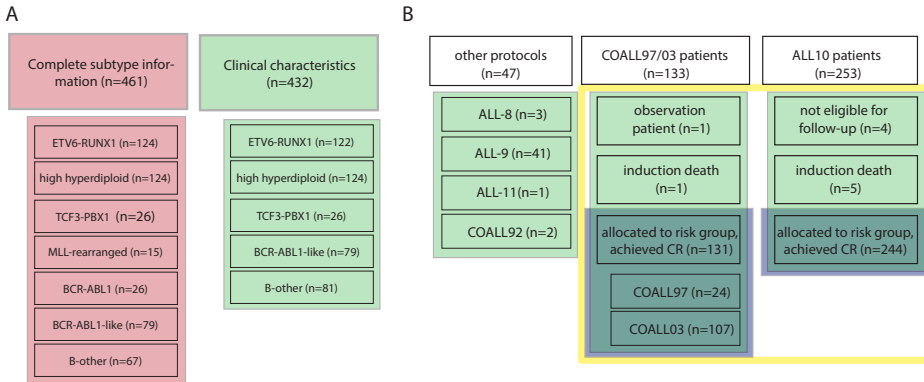 A
Complete subtype infor-
mation (n=461)
ETV6-RUNX1 (n=124)
high hyperdiploid (n=124)
TCF3-PBX1 (n=26)
MLL-rearranged (n=15)
BCR-ABL1 (n=26)
BCR-ABL1-like (n=79)
B-other (n=67)
Clinical characteristics
(n=432)
ETV6-RUNX1 (n=122)
high hyperdiploid (n=124)
TCF3-PBX1 (n=26)
BCR-ABL1-like (n=79)
B-other (n=81)
B
other protocols
(n=47)
ALL-8 (n=3)
ALL-9 (n=41)
ALL-11(n=1)
COALL92 (n=2)
COALL97/03 patients
(n=133)
observation
patient (n=1)
induction death
(n=1)
allocated to risk group,
achieved CR (n=131)
COALL97 (n=24)
COALL03 (n=107)
ALL10 patients
(n=253)
not eligible for
follow-up (n=4)
induction death
(n=5)
allocated to risk group,
achieved CR (n=244)